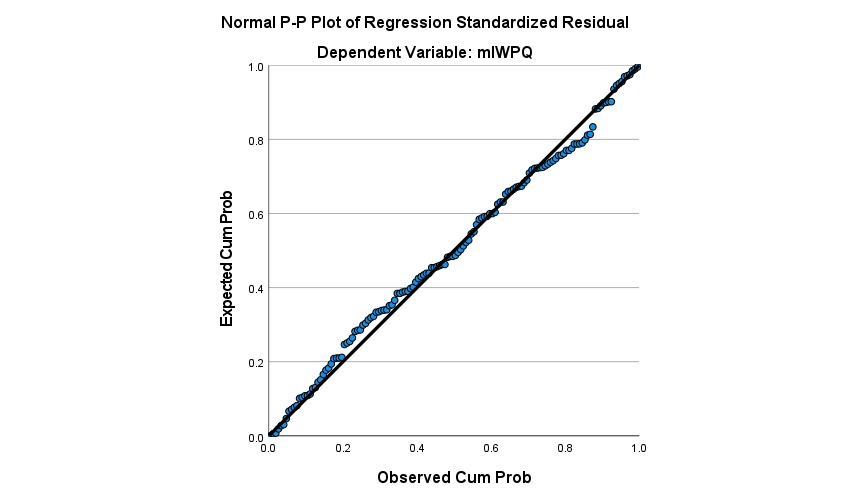 Normal P-P Plot of Regression Standardized Residual
Dependent Variable: mIWPQ
1.0
0.8
0.6
0.4
0.2
0.0
Expected Cum Prob
0.0 0.2 0.4 0.6 0.8 1.0
Observed Cum Prob